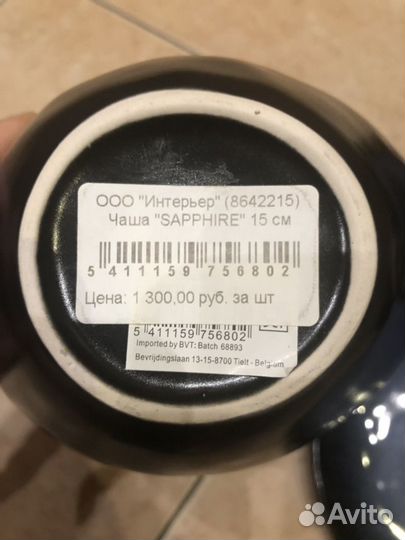 ООО "Интерьер" (8642215)
Чаша "SAPPHIRE" 15 см
5 411159 756802
Цена: 1 300,00 руб. за шт
5 411159 756802
Imported by BVT: Batch 68893
Bevrijdingslaan 13-15-8700 Tielt - Belgium
Avito